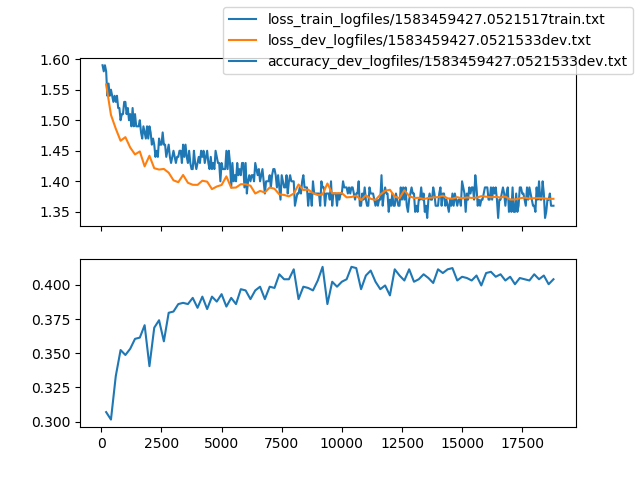 loss_train_logfiles/1583459427.0521517train.txt
loss_dev_logfiles/1583459427.0521533dev.txt
accuracy_dev_logfiles/1583459427.0521533dev.txt
1.60
1.55
1.50
1.45
1.40
1.35
0.400
0.375
0.350
0.325
0.300
0 2500 5000 7500 10000 12500 15000 17500